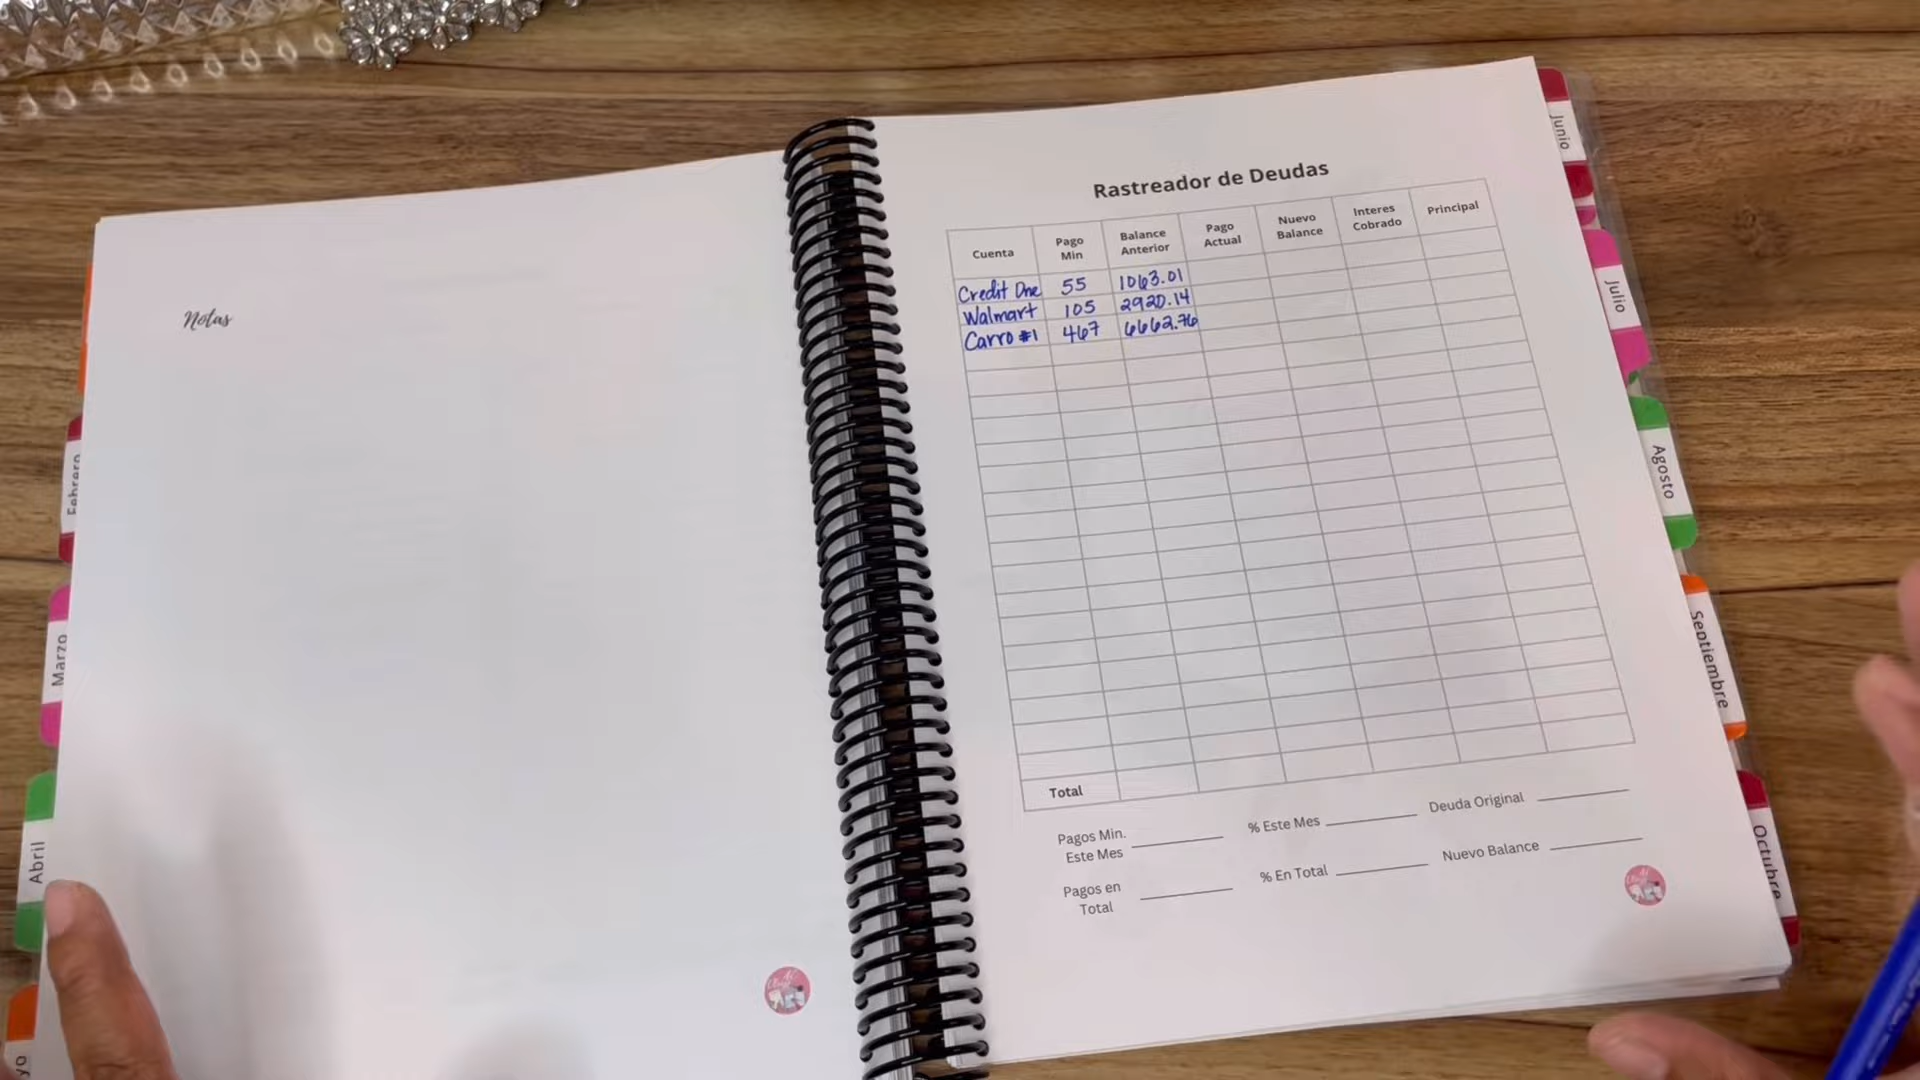 Notas
Rastreador de Deudas
Cuenta Pago Min Balance Anterior Pago Actual Nuevo Balance Interes Cobrado Principal
Credit One 55 1063.01
Walmart 105 2920.14
Carro #1 467 6662.76
Total
Pagos Min. Este Mes % Este Mes Deuda Original
Pagos en Total % En Total Nuevo Balance
Febrero
Marzo
Abril
yo
Junio
Julio
Agosto
Septiembre
Octubre